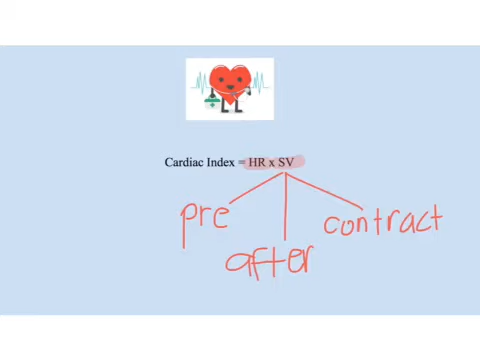 Cardiac Index = HR x SV
pre
after
contract